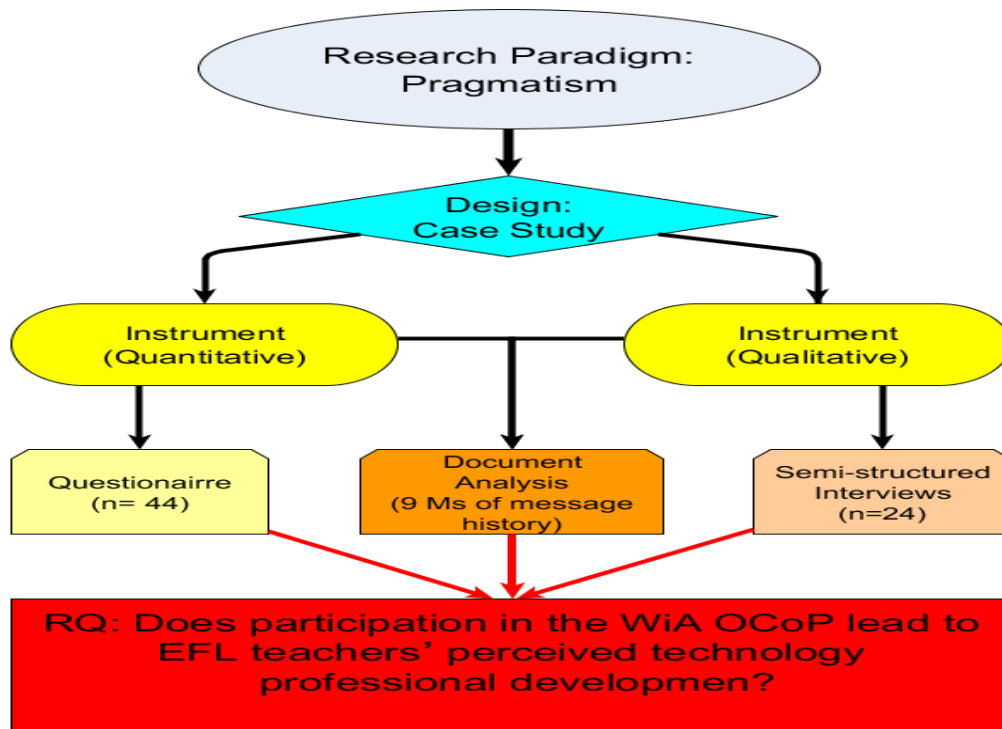 Research Paradigm:
Pragmatism
Design:
Case Study
Instrument
(Quantitative)
Instrument
(Qualitative)
Questionairre
(n= 44)
Document
Analysis
(9 Ms of message
history)
Semi-structured
Interviews
(n=24)
RQ: Does participation in the WiA OCoP lead to
EFL teachers’ perceived technology
professional developmen?